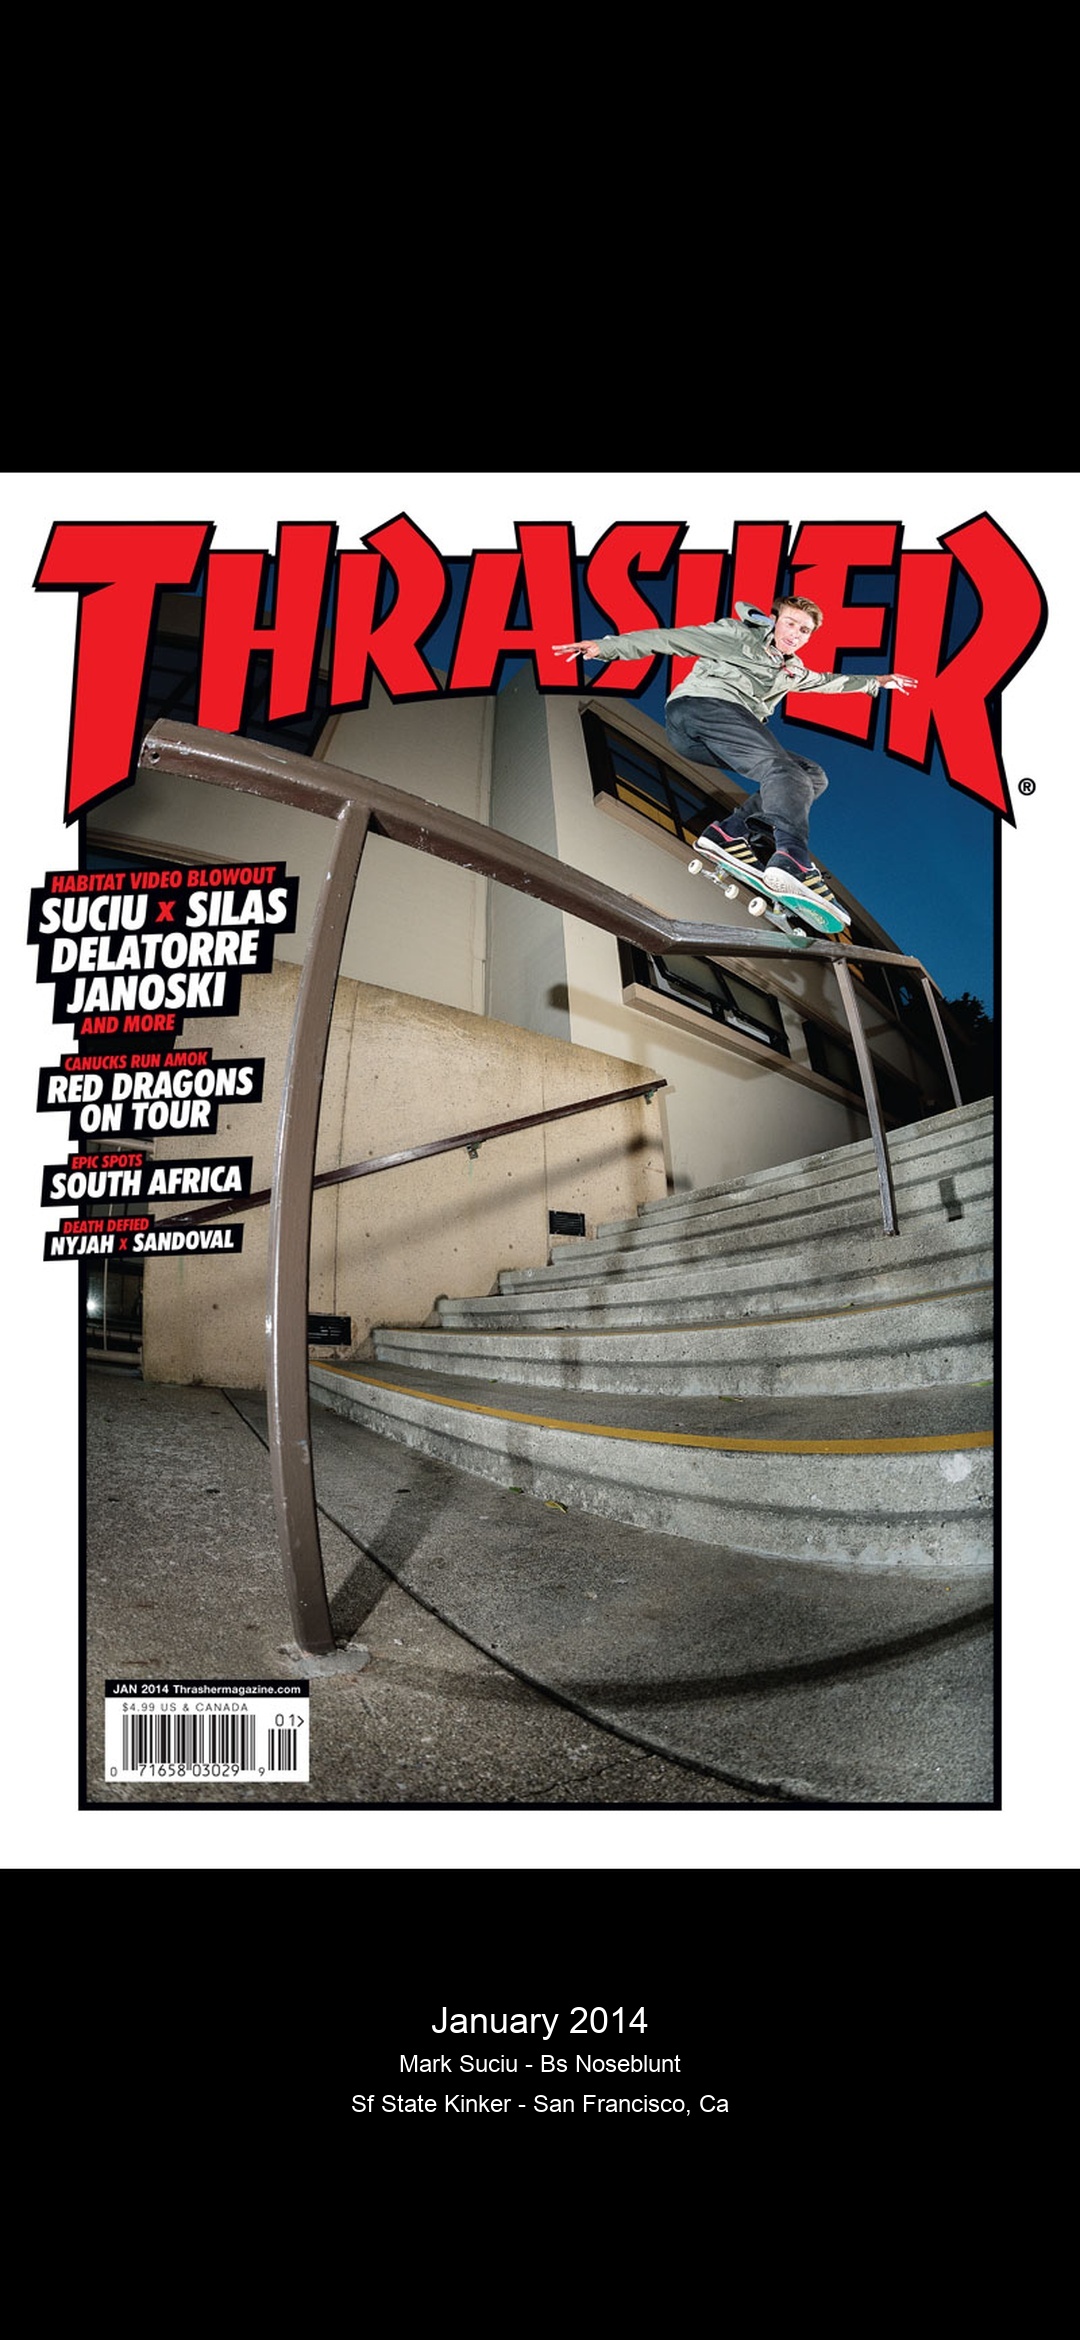 THRASHER
®
HABITAT VIDEO BLOWOUT
SUCIU x SILAS
DELATORRE
JANOSKI
AND MORE
CANUCKS RUN AMOK
RED DRAGONS
ON TOUR
EPIC SPOTS
SOUTH AFRICA
DEATH DEFIED
NYJAH x SANDOVAL
JAN 2014 Thrashermagazine.com
$4.99 US & CANADA
01>
0 71658 03029 9
January 2014
Mark Suciu - Bs Noseblunt
Sf State Kinker - San Francisco, Ca